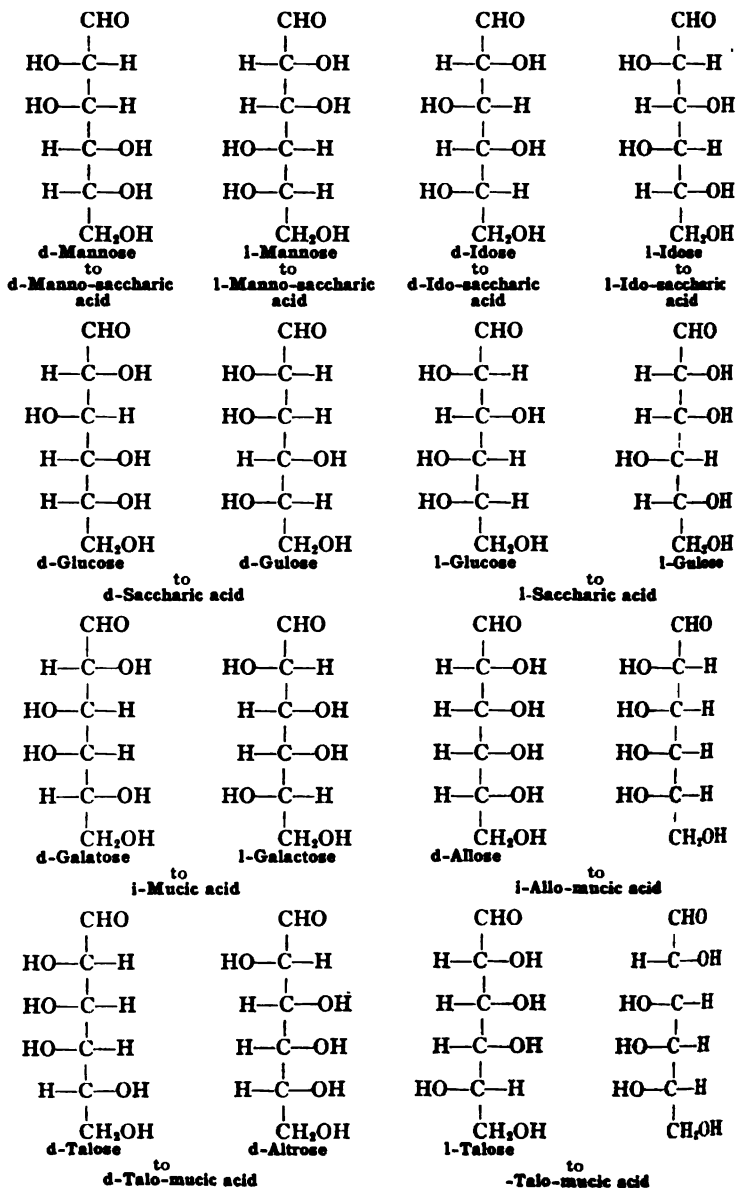 CHO CHO CHO CHO
HO—C—H H—C—OH H—C—OH HO—C—H
HO—C—H H—C—OH HO—C—H H—C—OH
H—C—OH HO—C—H H—C—OH HO—C—H
H—C—OH HO—C—H HO—C—H H—C—OH
CH₂OH CH₂OH CH₂OH CH₂OH
d-Mannose l-Mannose d-Idose l-Idose
to to to to
d-Manno-saccharic l-Manno-saccharic d-Ido-saccharic l-Ido-saccharic
acid acid acid acid
CHO CHO CHO CHO
H—C—OH HO—C—H HO—C—H H—C—OH
HO—C—H HO—C—H H—C—OH H—C—OH
H—C—OH H—C—OH HO—C—H HO—C—H
H—C—OH HO—C—H HO—C—H H—C—OH
CH₂OH CH₂OH CH₂OH CH₂OH
d-Glucose d-Gulose l-Glucose l-Gulose
to to
d-Saccharic acid l-Saccharic acid
CHO CHO CHO CHO
H—C—OH HO—C—H H—C—OH HO—C—H
HO—C—H H—C—OH H—C—OH HO—C—H
HO—C—H H—C—OH H—C—OH HO—C—H
H—C—OH HO—C—H H—C—OH HO—C—H
CH₂OH CH₂OH CH₂OH CH₂OH
d-Galatose l-Galactose d-Allose
to to
i-Mucic acid i-Allo-mucic acid
CHO CHO CHO CHO
HO—C—H HO—C—H H—C—OH H—C—OH
HO—C—H H—C—OH H—C—OH HO—C—H
HO—C—H H—C—OH H—C—OH HO—C—H
H—C—OH H—C—OH HO—C—H HO—C—H
CH₂OH CH₂OH CH₂OH CH₂OH
d-Talose d-Altrose l-Talose
to to
d-Talo-mucic acid -Talo-mucic acid